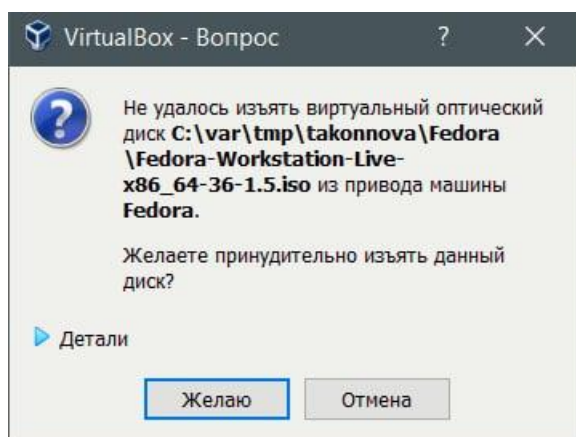 VirtualBox - Вопрос ? ✕
Не удалось изъять виртуальный оптический
диск C:\var\tmp\takonnova\Fedora
\Fedora-Workstation-Live-
x86_64-36-1.5.iso из привода машины
Fedora.
Желаете принудительно изъять данный
диск?
Детали
Желаю Отмена